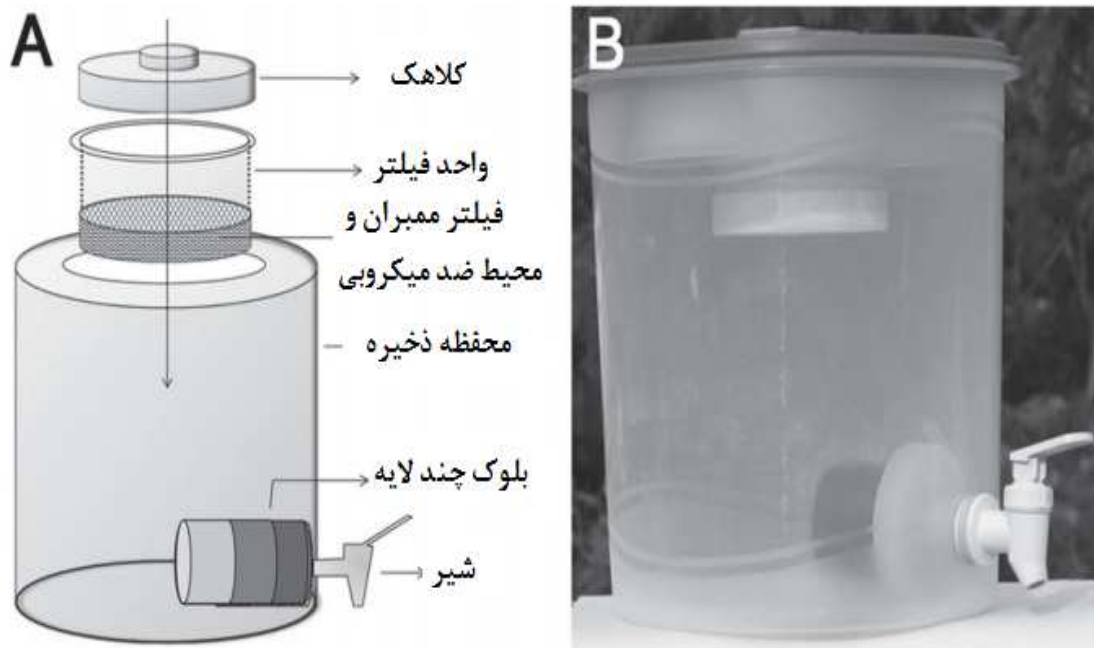 A
B
کلاهک
واحد فیلتر
فیلتر ممبران و
محیط ضد میکروبی
محفظه ذخیره
بلوک چند لایه
شیر